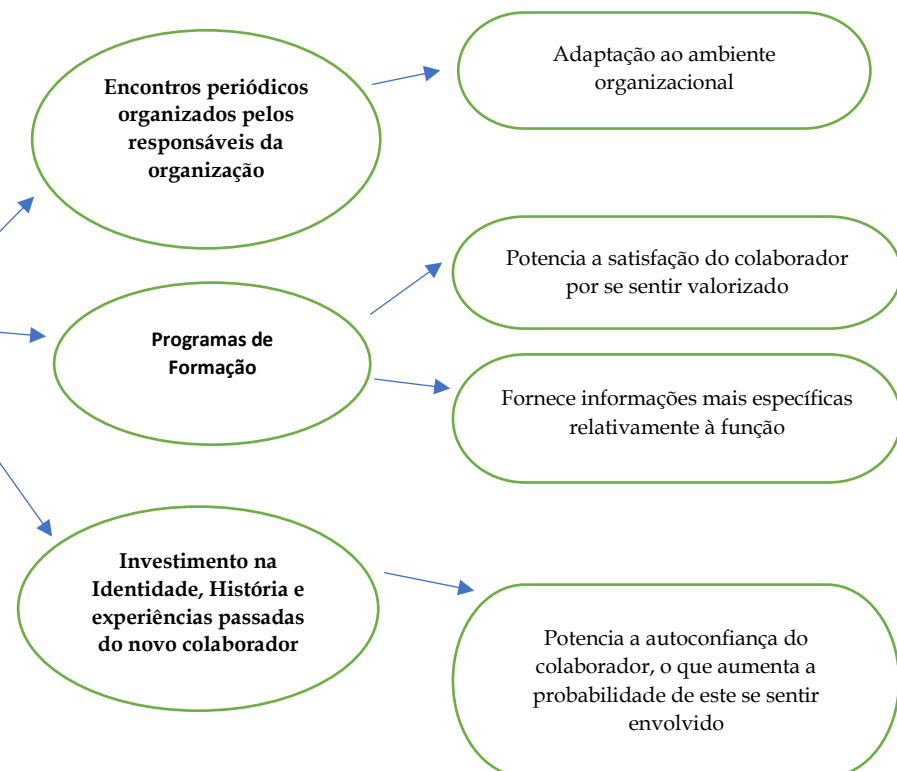 Encontros periódicos
organizados pelos
responsáveis da
organização
Adaptação ao ambiente
organizacional
Programas de
Formação
Potencia a satisfação do colaborador
por se sentir valorizado
Fornece informações mais específicas
relativamente à função
Investimento na
Identidade, História e
experiências passadas
do novo colaborador
Potencia a autoconfiança do
colaborador, o que aumenta a
probabilidade de este se sentir
envolvido